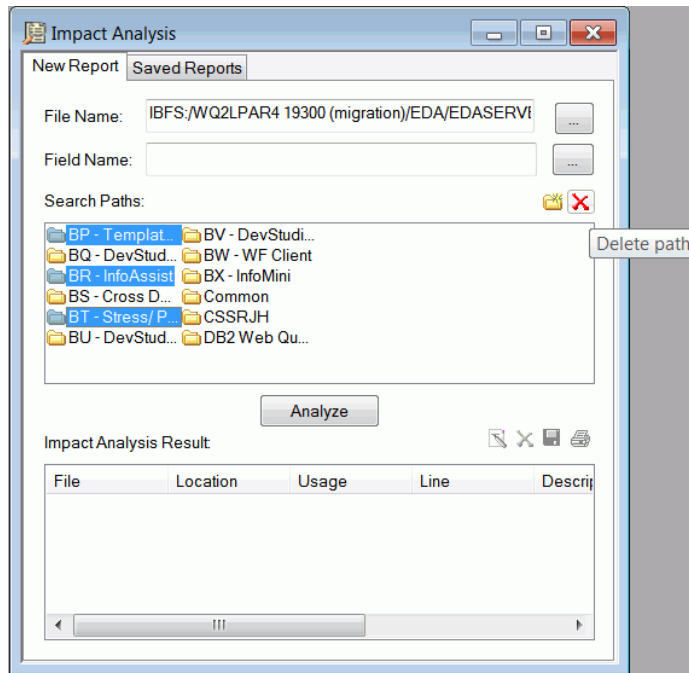 Impact Analysis
New Report Saved Reports
File Name: IBFS:/WQ2LPAR4 19300 (migration)/EDA/EDASERVE ...
Field Name: ...
Search Paths:
BP - Templat... BV - DevStudi...
Delete path
BQ - DevStud... BW - WF Client
BR - InfoAssist BX - InfoMini
BS - Cross D... Common
BT - Stress/ P... CSSRJH
BU - DevStud... DB2 Web Qu...
Analyze
Impact Analysis Result:
File Location Usage Line Descrip